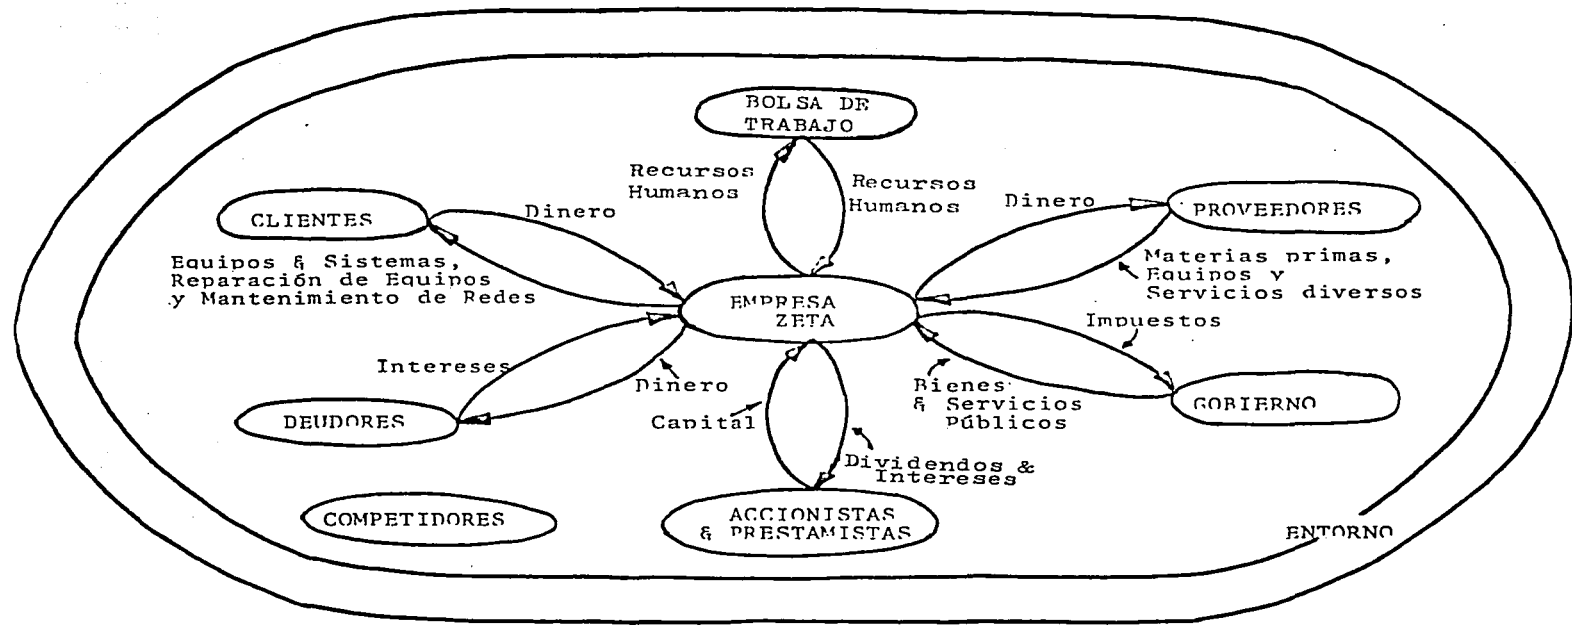 BOLSA DE
TRABAJO
Recursos
Humanos
Recursos
Humanos
CLIENTES
Dinero
Dinero
PROVEEDORES
Equipos & Sistemas,
Reparación de Equipos
y Mantenimiento de Redes
Materias primas,
Equipos y
Servicios diversos
EMPRESA
ZETA
Impuestos
Intereses
Dinero
Bienes
& Servicios
Públicos
GOBIERNO
DEUDORES
Capital
Dividendos &
Intereses
COMPETIDORES
ACCIONISTAS
& PRESTAMISTAS
ENTORNO